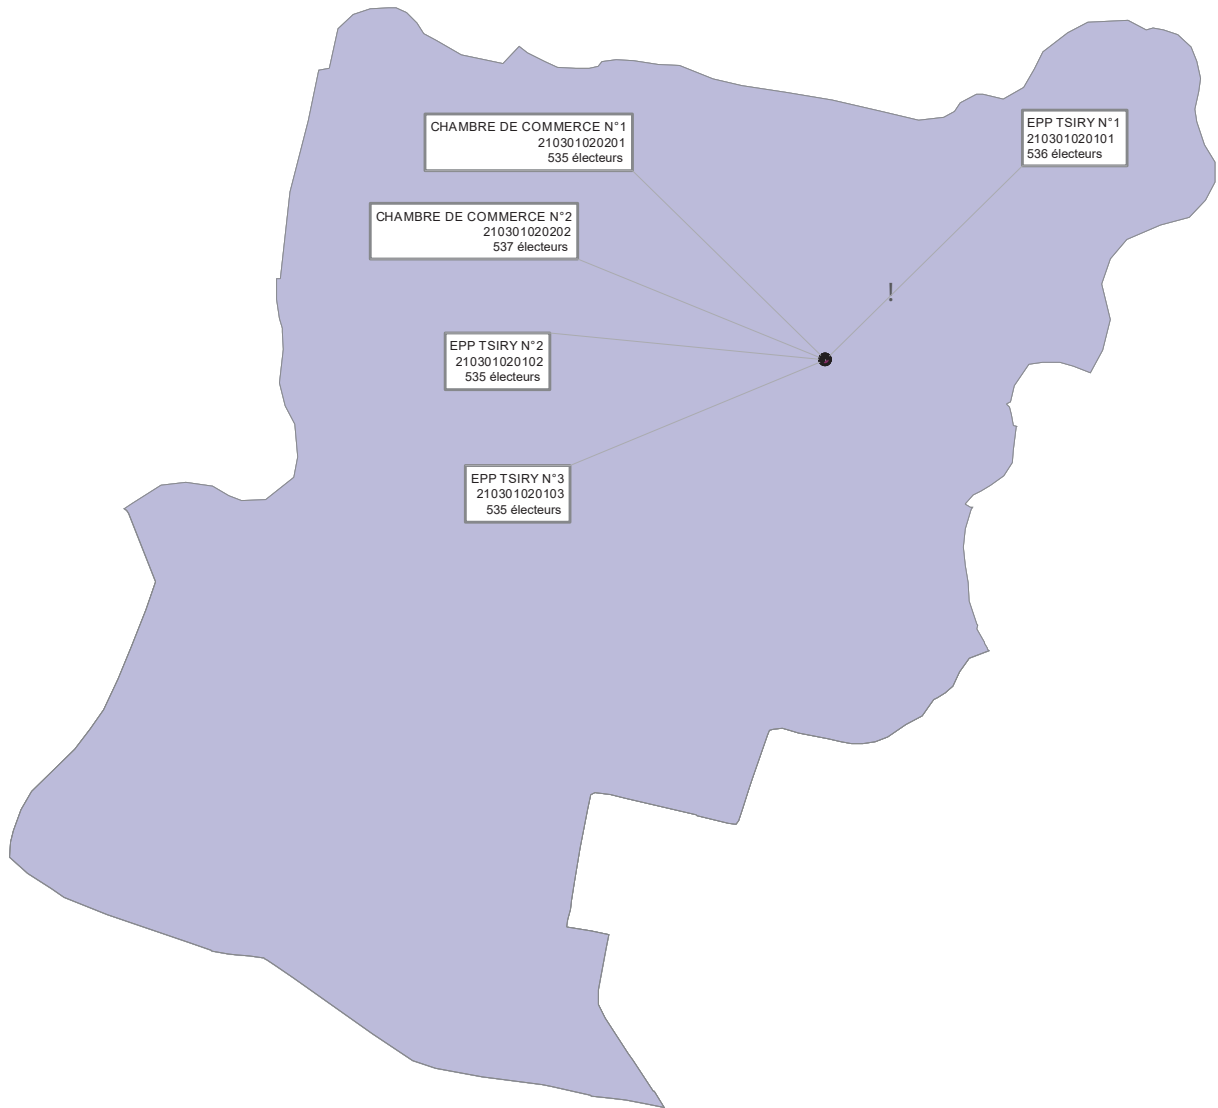 CHAMBRE DE COMMERCE N°1
210301020201
535 électeurs
EPP TSIRY N°1
210301020101
536 électeurs
CHAMBRE DE COMMERCE N°2
210301020202
537 électeurs
!
EPP TSIRY N°2
210301020102
535 électeurs
EPP TSIRY N°3
210301020103
535 électeurs